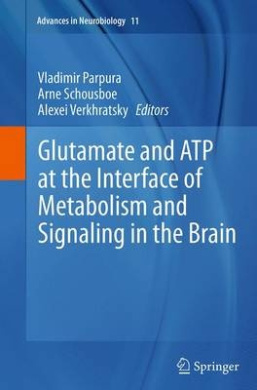 Advances in Neurobiology 11
Vladimir Parpura
Arne Schousboe
Alexei Verkhratsky Editors
Glutamate and ATP
at the Interface of
Metabolism and
Signaling in the Brain
Springer